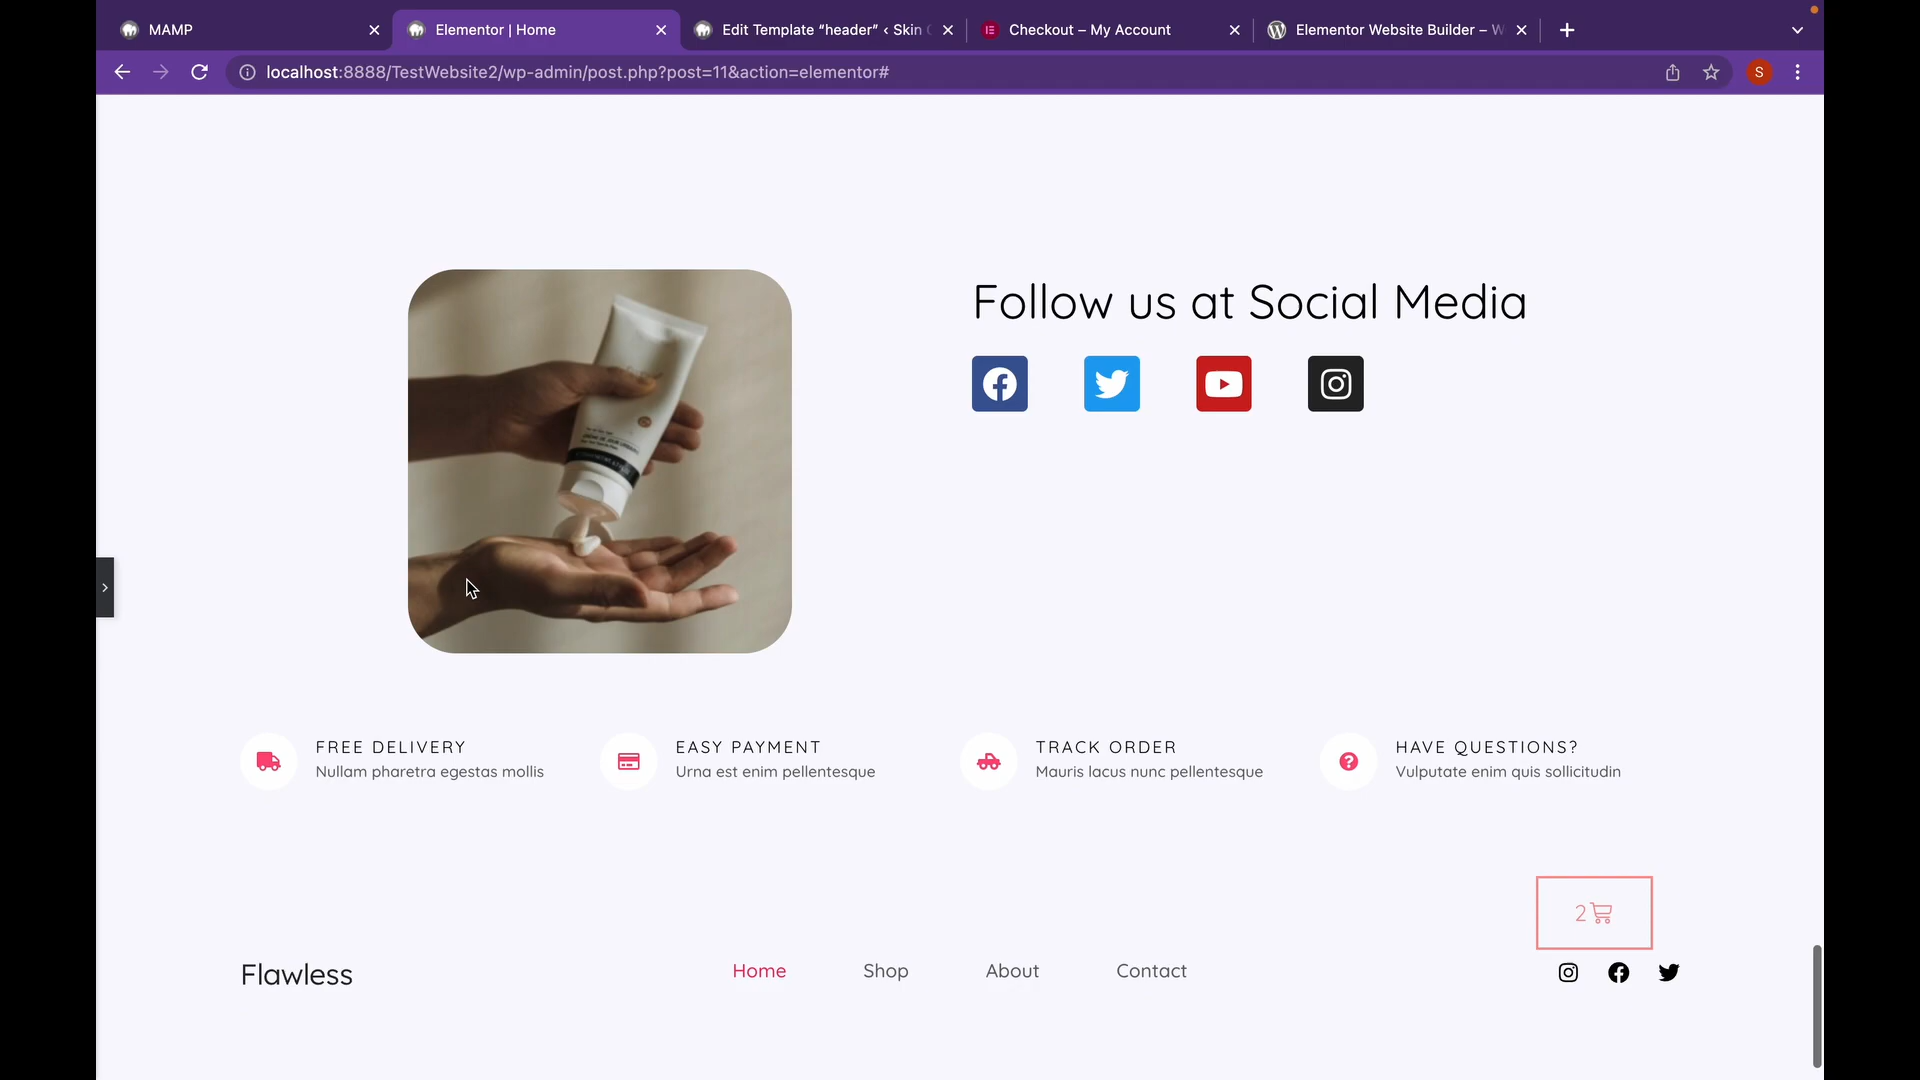 MAMP
Elementor | Home
Edit Template “header” ‹ Skin
Checkout – My Account
Elementor Website Builder – W
localhost:8888/TestWebsite2/wp-admin/post.php?post=11&action=elementor#
S
Follow us at Social Media
FREE DELIVERY
Nullam pharetra egestas mollis
EASY PAYMENT
Urna est enim pellentesque
TRACK ORDER
Mauris lacus nunc pellentesque
HAVE QUESTIONS?
Vulputate enim quis sollicitudin
2
Flawless
Home
Shop
About
Contact